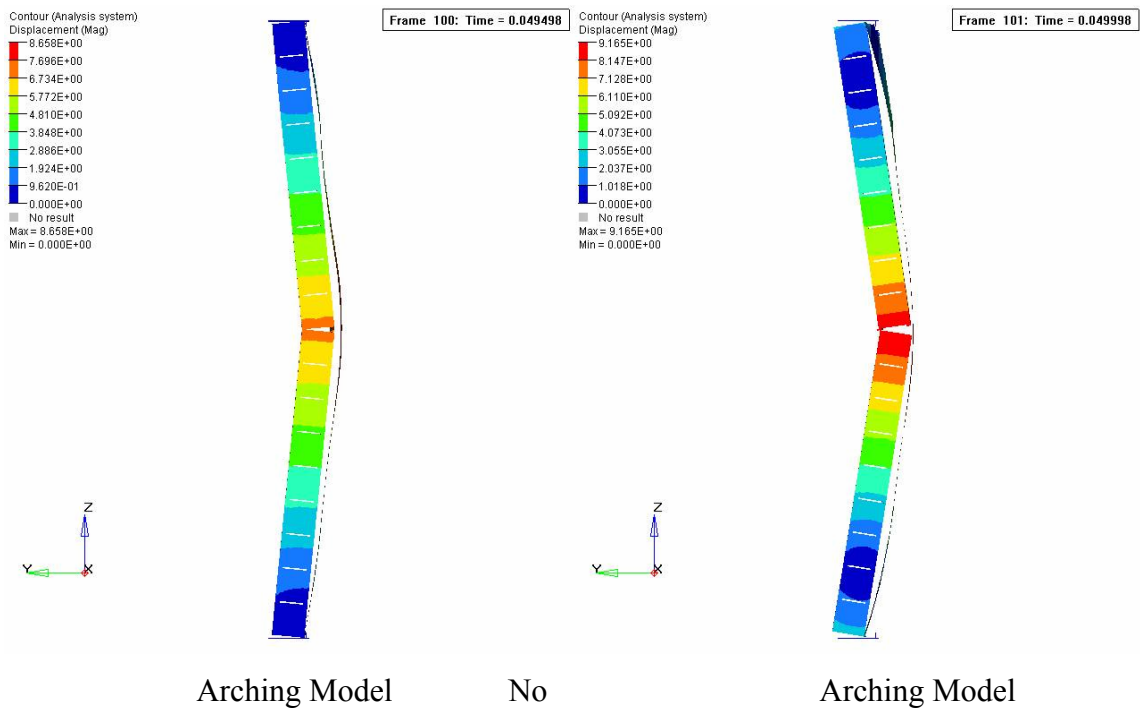 Contour (Analysis system)
Displacement (Mag)
8.658E+00
7.696E+00
6.734E+00
5.772E+00
4.810E+00
3.848E+00
2.886E+00
1.924E+00
9.620E-01
0.000E+00
No result
Max = 8.658E+00
Min = 0.000E+00
Frame 100: Time = 0.049498
Z
Y
X
Contour (Analysis system)
Displacement (Mag)
9.165E+00
8.147E+00
7.128E+00
6.110E+00
5.092E+00
4.073E+00
3.055E+00
2.037E+00
1.018E+00
0.000E+00
No result
Max = 9.165E+00
Min = 0.000E+00
Frame 101: Time = 0.049998
Z
Y
X
Arching Model No Arching Model